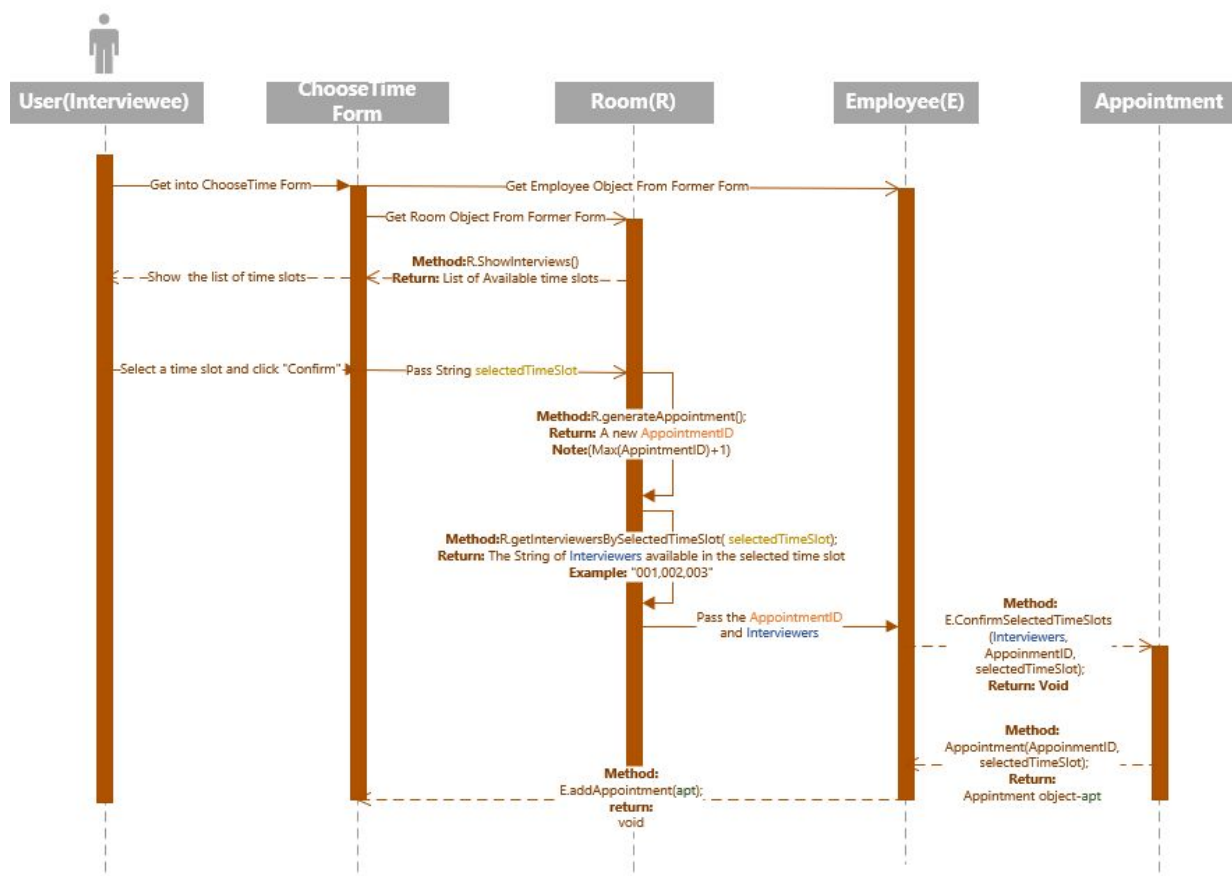 User(Interviewee)
ChooseTime
Form
Room(R)
Employee(E)
Appointment
Get into ChooseTime Form
Get Employee Object From Former Form
Get Room Object From Former Form
Method:R.ShowInterviews()
Return: List of Available time slots
Show the list of time slots
Select a time slot and click "Confirm"
Pass String selectedTimeSlot
Method:R.generateAppointment();
Return: A new AppointmentID
Note:(Max(AppintmentID)+1)
Method:R.getInterviewersBySelectedTimeSlot( selectedTimeSlot);
Return: The String of Interviewers available in the selected time slot
Example: "001,002,003"
Pass the AppointmentID
and Interviewers
Method:
E.ConfirmSelectedTimeSlots
(Interviewers,
AppoinmentID,
selectedTimeSlot);
Return: Void
Method:
Appointment(AppoinmentID,
selectedTimeSlot);
Return:
Appintment object-apt
Method:
E.addAppointment(apt);
return:
void